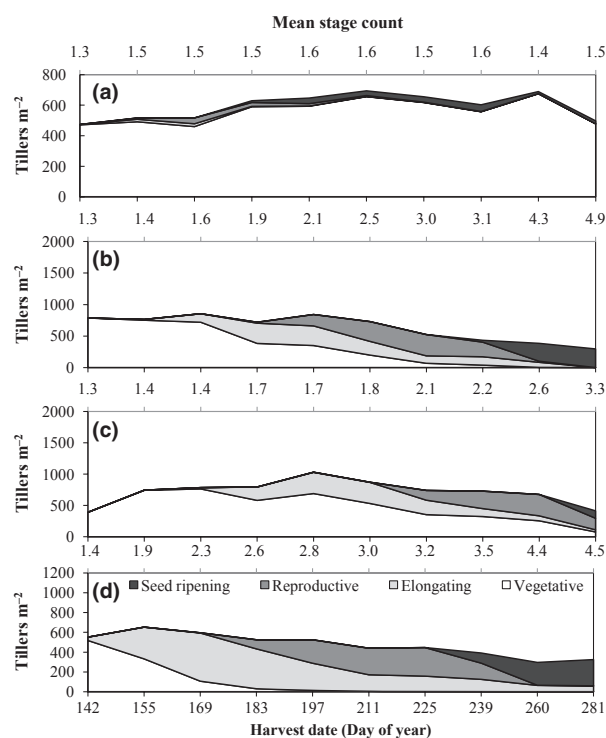 Mean stage count
1.3 1.5 1.5 1.5 1.6 1.6 1.5 1.6 1.4 1.5
800
600
400
200
0
Tillers m⁻²
(a)
1.3 1.4 1.6 1.9 2.1 2.5 3.0 3.1 4.3 4.9
2000
1500
1000
500
0
Tillers m⁻²
(b)
1.3 1.4 1.4 1.7 1.7 1.8 2.1 2.2 2.6 3.3
2000
1500
1000
500
0
Tillers m⁻²
(c)
1.4 1.9 2.3 2.6 2.8 3.0 3.2 3.5 4.4 4.5
1200
1000
800
600
400
200
0
Tillers m⁻²
(d)
Seed ripening Reproductive Elongating Vegetative
142 155 169 183 197 211 225 239 260 281
Harvest date (Day of year)